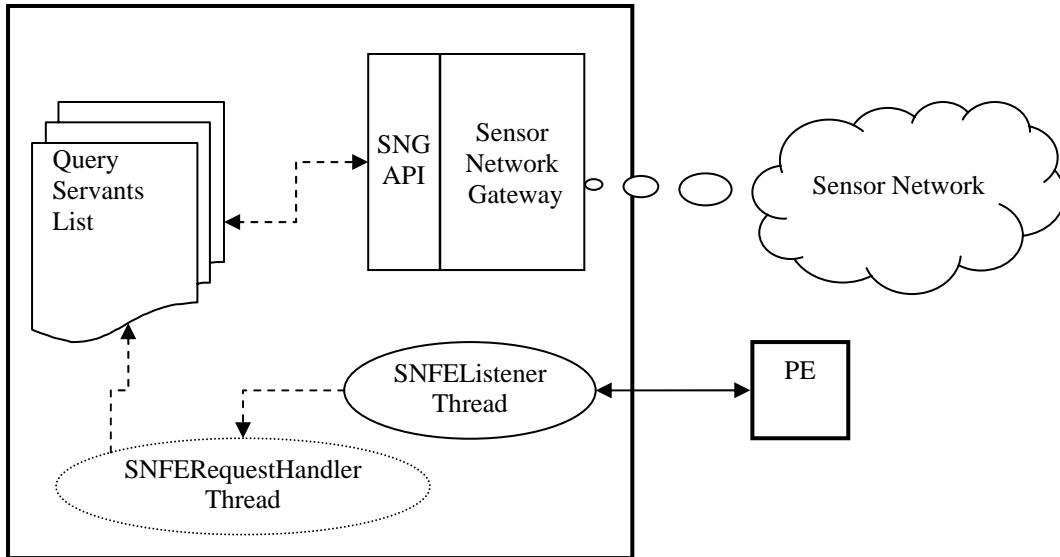 Query
Servants
List
SNG
API
Sensor
Network
Gateway
Sensor Network
SNFEListener
Thread
PE
SNFERequestHandler
Thread